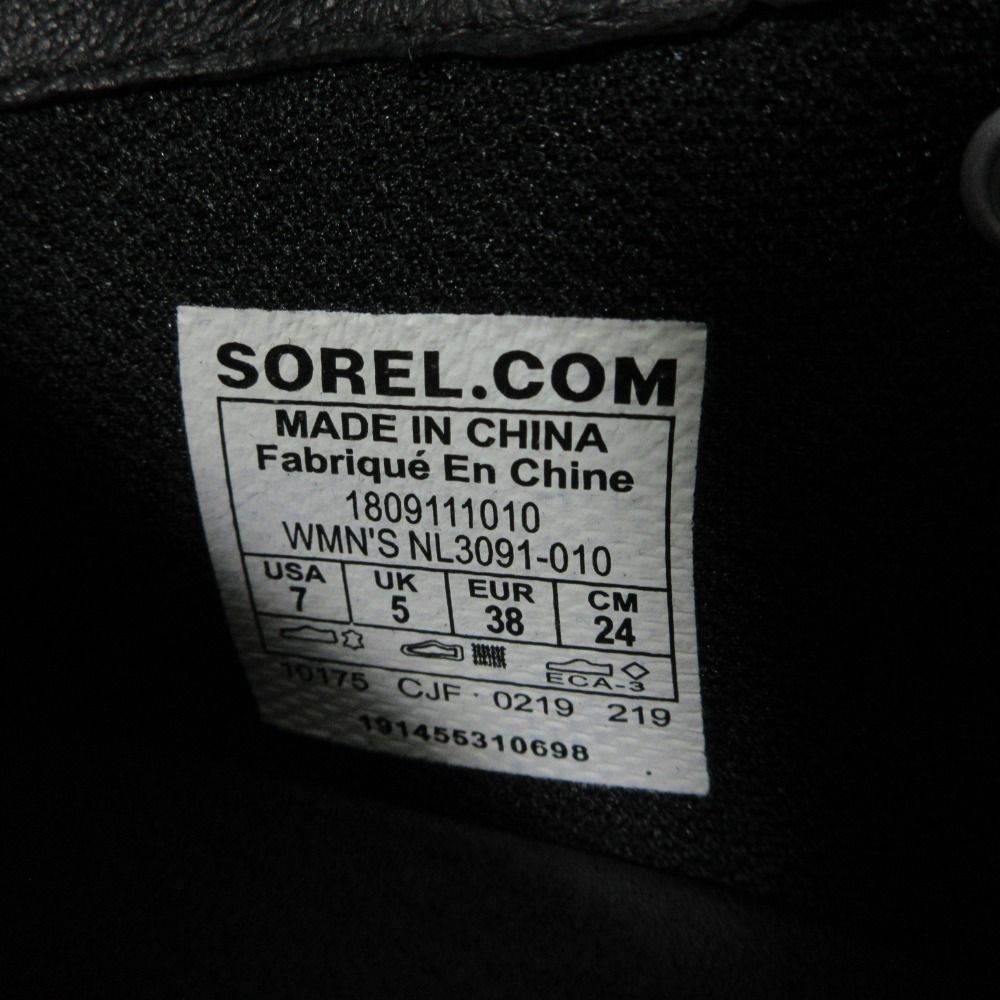 SOREL.COM
MADE IN CHINA
Fabriqué En Chine
1809111010
WMN'S NL3091-010
USA UK EUR CM
7 5 38 24
ECA-3
10175 CJF · 0219 219
191455310698